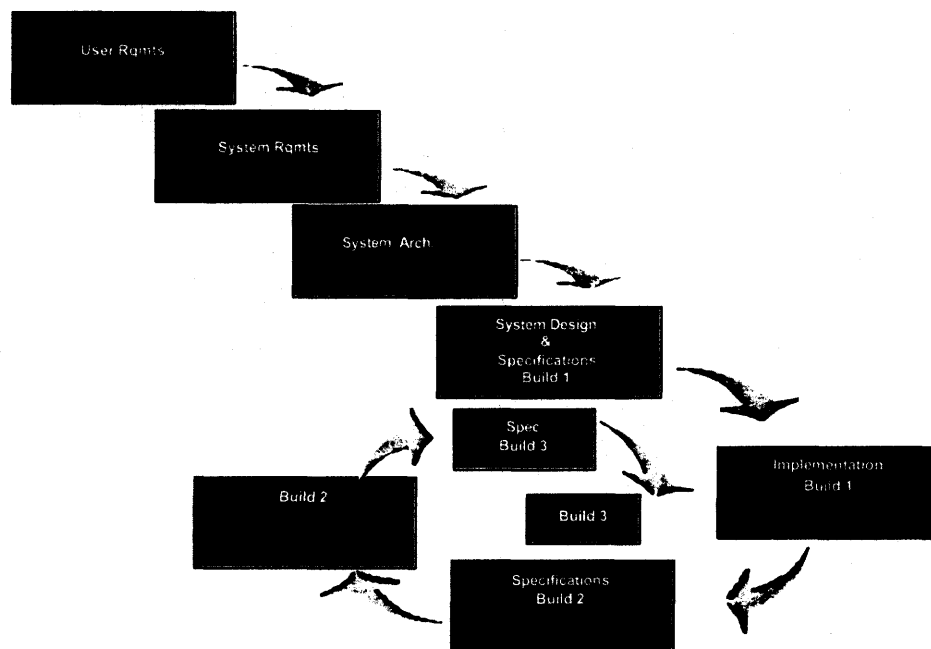 User Rqmts
System Rqmts
System Arch.
System Design
&
Specifications
Build 1
Spec
Build 3
Implementation
Build 1
Build 2
Build 3
Specifications
Build 2